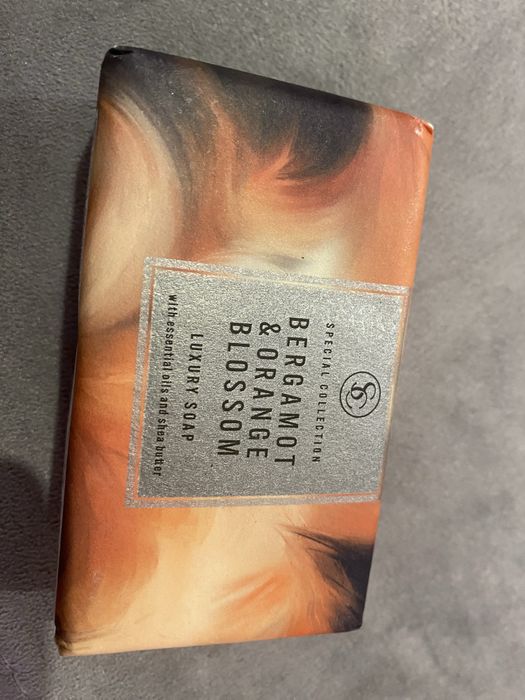 SC
SPECIAL COLLECTION
BERGAMOT
& ORANGE
BLOSSOM
LUXURY SOAP
with essential oils and shea butter